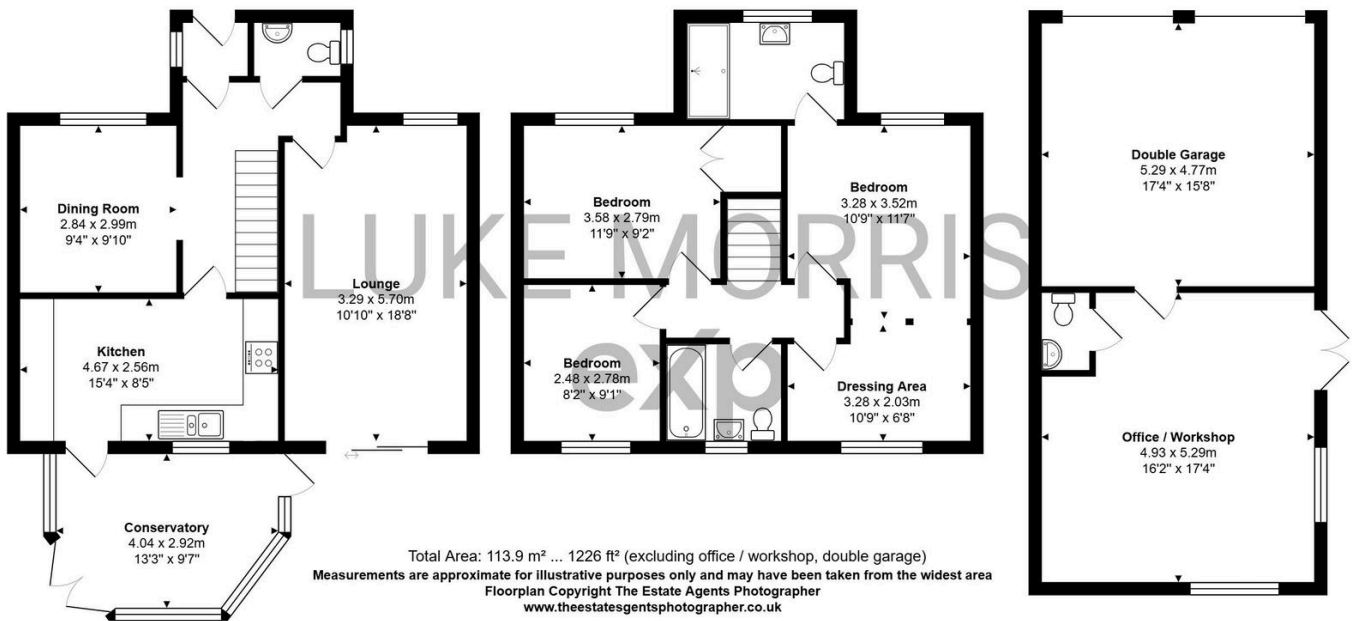 Dining Room
2.84 x 2.99m
9'4" x 9'10"
Kitchen
4.67 x 2.56m
15'4" x 8'5"
Lounge
3.29 x 5.70m
10'10" x 18'8"
Conservatory
4.04 x 2.92m
13'3" x 9'7"
Bedroom
3.58 x 2.79m
11'9" x 9'2"
Bedroom
3.28 x 3.52m
10'9" x 11'7"
Bedroom
2.48 x 2.78m
8'2" x 9'1"
Dressing Area
3.28 x 2.03m
10'9" x 6'8"
Double Garage
5.29 x 4.77m
17'4" x 15'8"
Office / Workshop
4.93 x 5.29m
16'2" x 17'4"
LUKE MORRIS
exp
Total Area: 113.9 m² ... 1226 ft² (excluding office / workshop, double garage)
Measurements are approximate for illustrative purposes only and may have been taken from the widest area
Floorplan Copyright The Estate Agents Photographer
www.theestatesgentsphotographer.co.uk